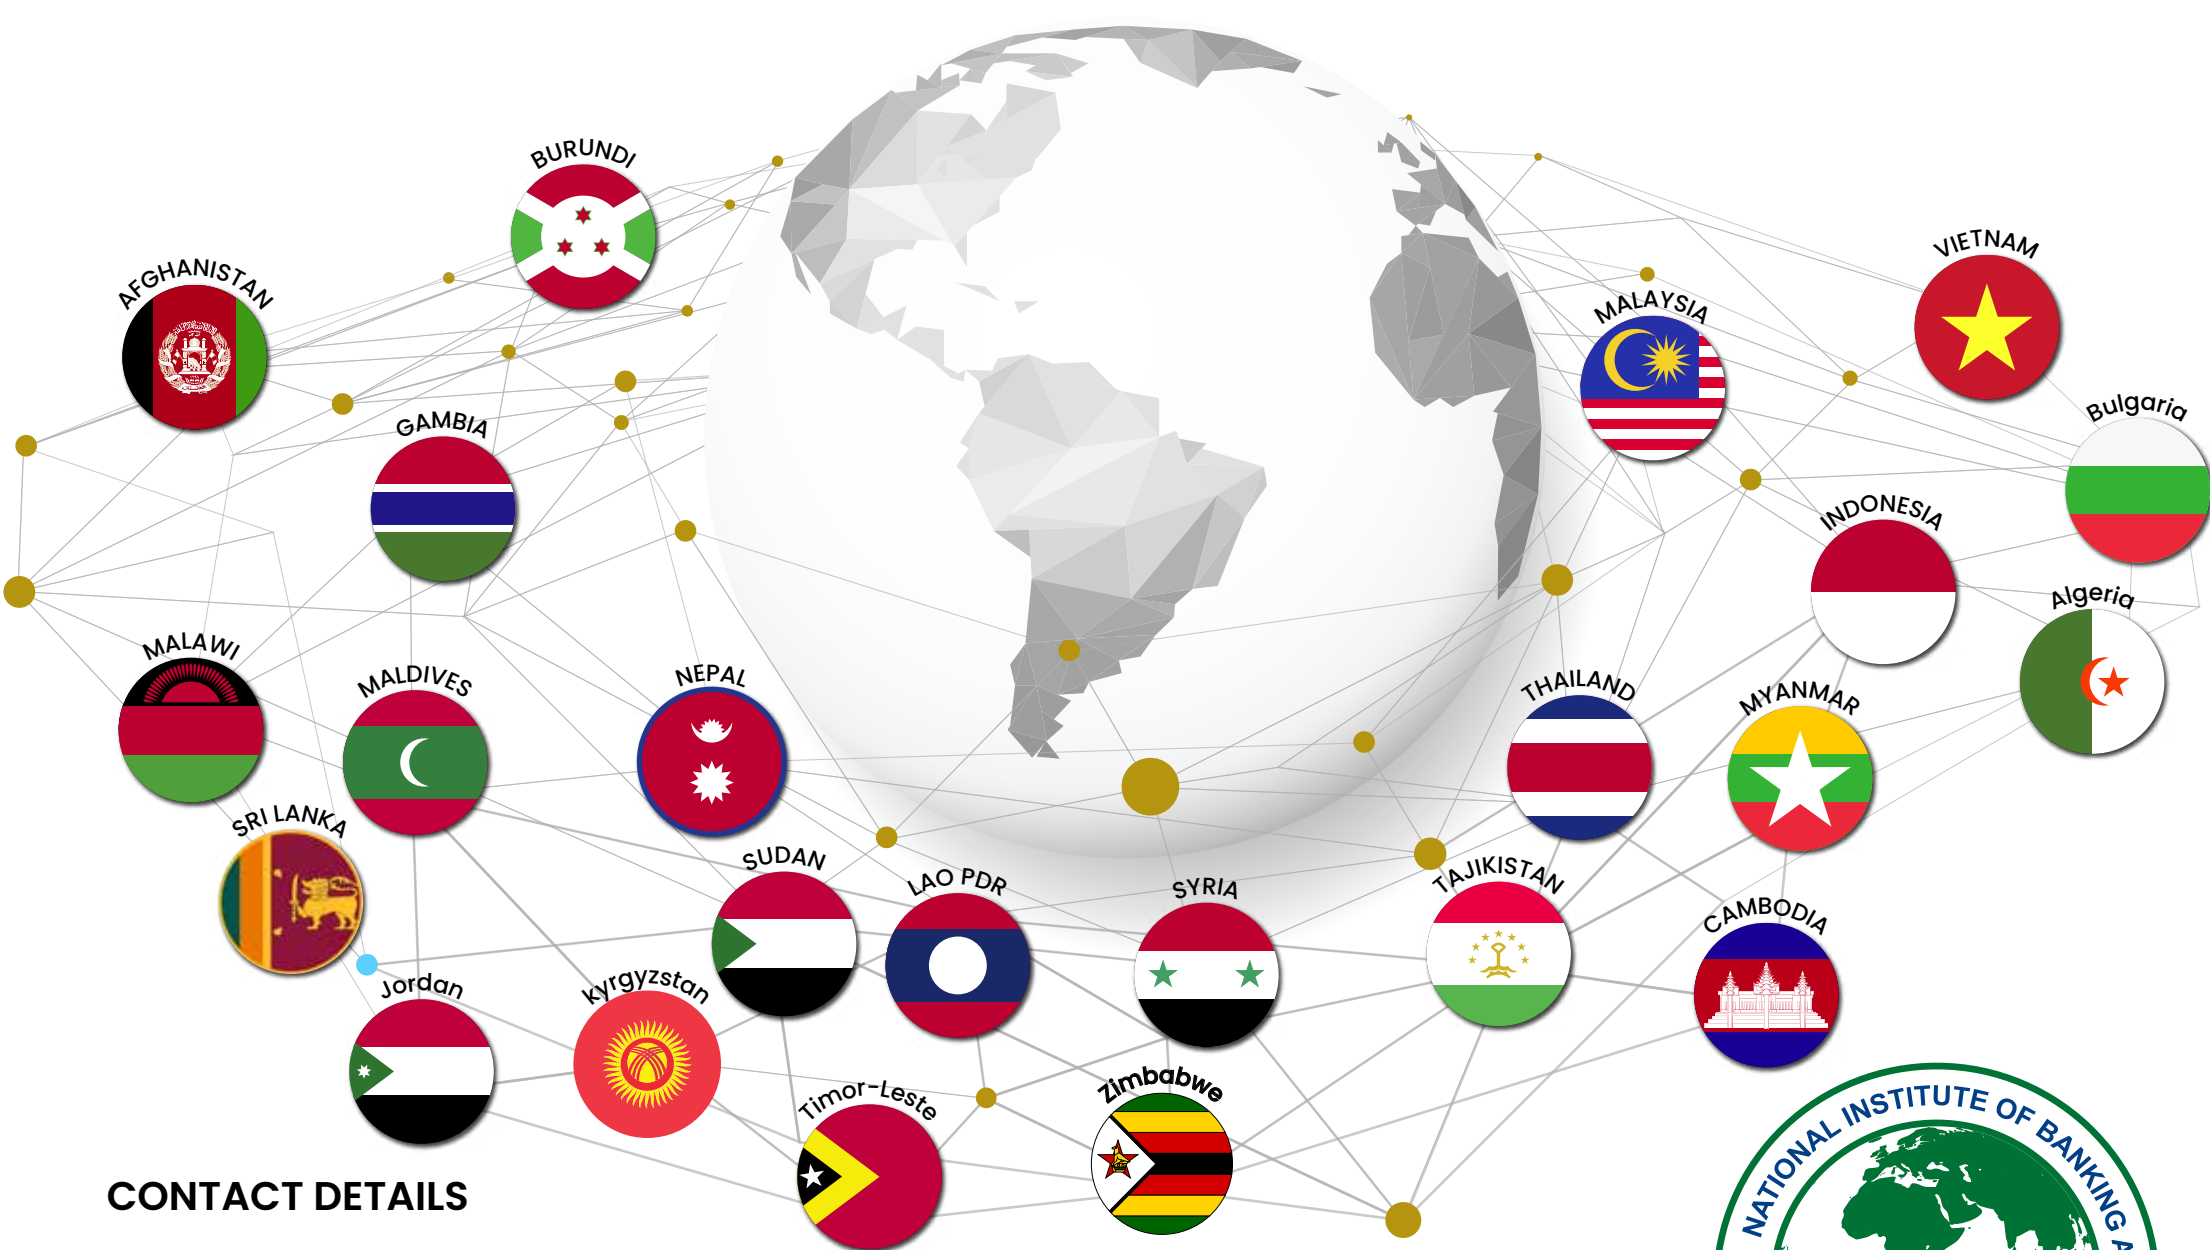 BURUNDI
VIETNAM
AFGHANISTAN
MALAYSIA
Bulgaria
GAMBIA
INDONESIA
Algeria
MALAWI
MALDIVES
NEPAL
THAILAND
MYANMAR
SRI LANKA
SUDAN
LAO PDR
SYRIA
TAJIKISTAN
CAMBODIA
Jordan
kyrgyzstan
Timor-Leste
Zimbabwe
CONTACT DETAILS
NATIONAL INSTITUTE OF BANKING A